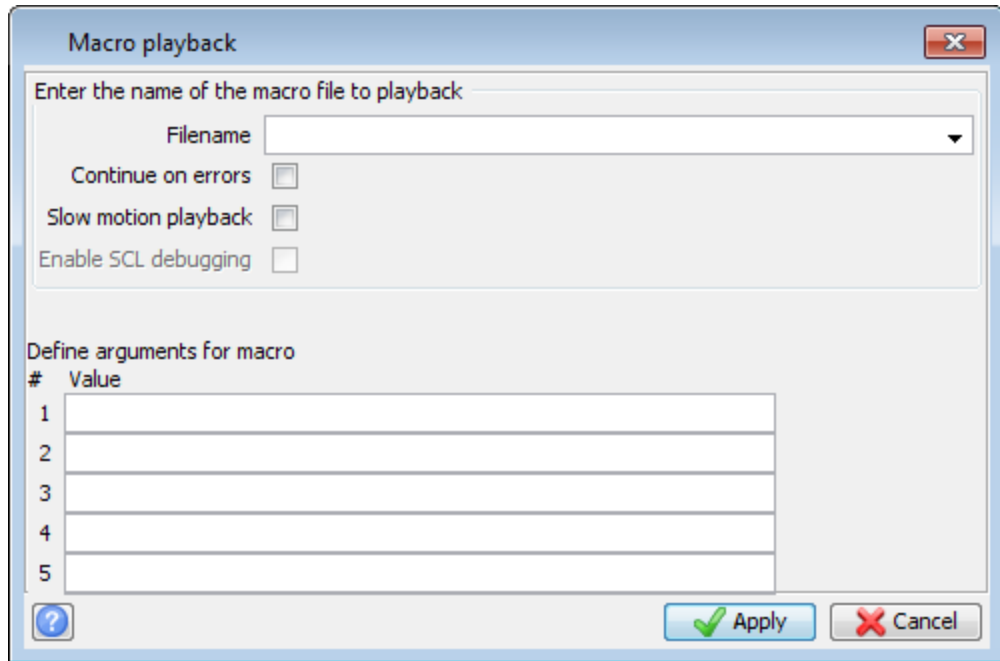 Macro playback
Enter the name of the macro file to playback
Filename
Continue on errors
Slow motion playback
Enable SCL debugging
Define arguments for macro
# Value
1
2
3
4
5
? Apply Cancel